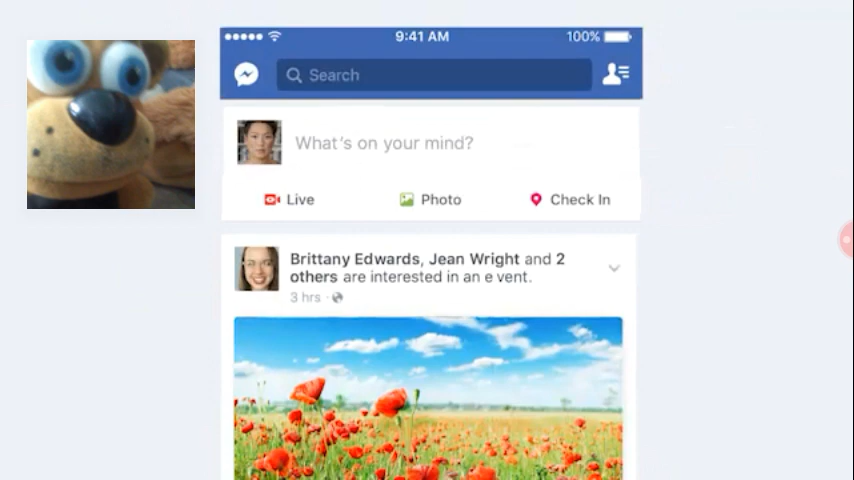 9:41 AM
100%
Search
What's on your mind?
Live
Photo
Check In
Brittany Edwards, Jean Wright and 2
others are interested in an e vent.
3 hrs ·